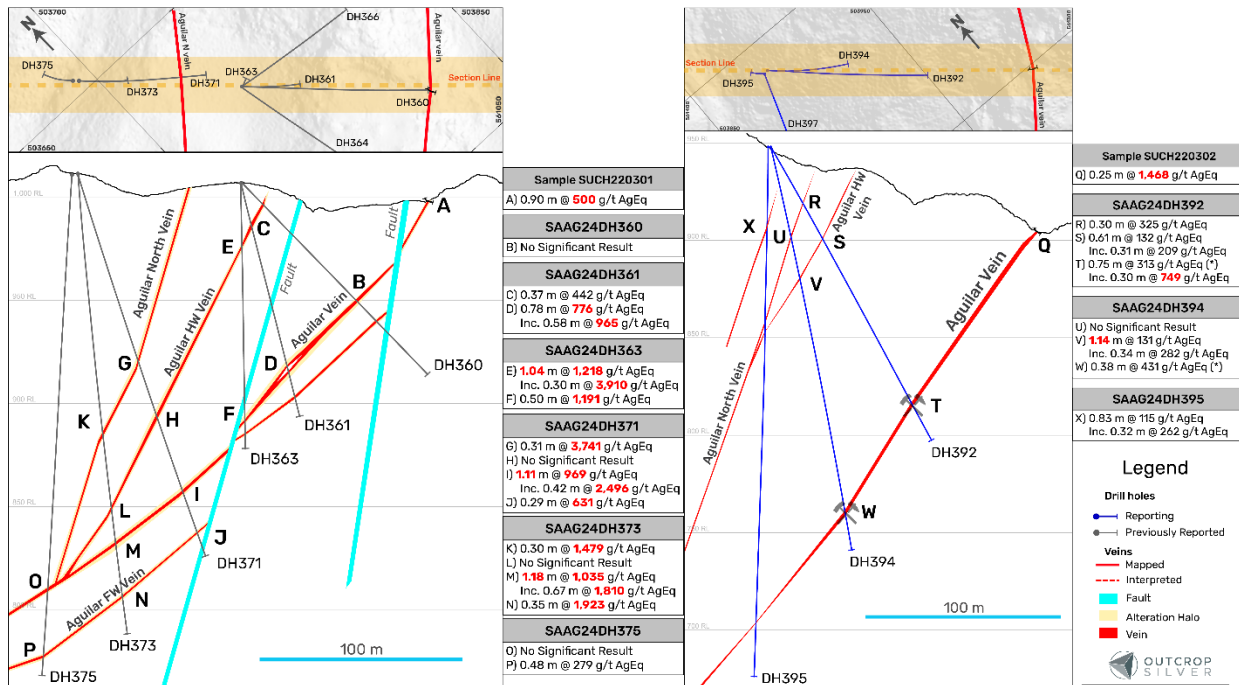 503700
503850
N
Aguilar N vein
DH366
Aguilar vein
DH375
DH363
DH371
DH361
DH373
Section Line
DH360
DH364
503650
561050
1,000 RL
950 RL
900 RL
850 RL
A
B
C
D
E
F
G
H
I
J
K
L
M
N
O
P
Aguilar North Vein
Aguilar HW Vein
Fault
Fault
Aguilar Vein
Aguilar FW Vein
DH360
DH361
DH363
DH371
DH373
DH375
100 m
Sample SUCH220301
A) 0.90 m @ 500 g/t AgEq
SAAG24DH360
B) No Significant Result
SAAG24DH361
C) 0.37 m @ 442 g/t AgEq
D) 0.78 m @ 776 g/t AgEq
Inc. 0.58 m @ 965 g/t AgEq
SAAG24DH363
E) 1.04 m @ 1,218 g/t AgEq
Inc. 0.30 m @ 3,910 g/t AgEq
F) 0.50 m @ 1,191 g/t AgEq
SAAG24DH371
G) 0.31 m @ 3,741 g/t AgEq
H) No Significant Result
I) 1.11 m @ 969 g/t AgEq
Inc. 0.42 m @ 2,496 g/t AgEq
J) 0.29 m @ 631 g/t AgEq
SAAG24DH373
K) 0.30 m @ 1,479 g/t AgEq
L) No Significant Result
M) 1.18 m @ 1,035 g/t AgEq
Inc. 0.67 m @ 1,810 g/t AgEq
N) 0.35 m @ 1,923 g/t AgEq
SAAG24DH375
O) No Significant Result
P) 0.48 m @ 279 g/t AgEq
503950
N
DH394
Section Line
DH395
DH392
Aguilar vein
503850
DH397
950 RL
900 RL
850 RL
800 RL
750 RL
700 RL
X
U
R
S
V
Q
T
W
Aguilar HW
Vein
Aguilar Vein
Aguilar North Vein
DH392
DH394
DH395
100 m
Sample SUCH220302
Q) 0.25 m @ 1,468 g/t AgEq
SAAG24DH392
R) 0.30 m @ 325 g/t AgEq
S) 0.61 m @ 132 g/t AgEq
Inc. 0.31 m @ 209 g/t AgEq
T) 0.75 m @ 313 g/t AgEq (*)
Inc. 0.30 m @ 749 g/t AgEq
SAAG24DH394
U) No Significant Result
V) 1.14 m @ 131 g/t AgEq
Inc. 0.34 m @ 282 g/t AgEq
W) 0.38 m @ 431 g/t AgEq (*)
SAAG24DH395
X) 0.83 m @ 115 g/t AgEq
Inc. 0.32 m @ 262 g/t AgEq
Legend
Drill holes
Reporting
Previously Reported
Veins
Mapped
Interpreted
Fault
Alteration Halo
Vein
OUTCROP
SILVER